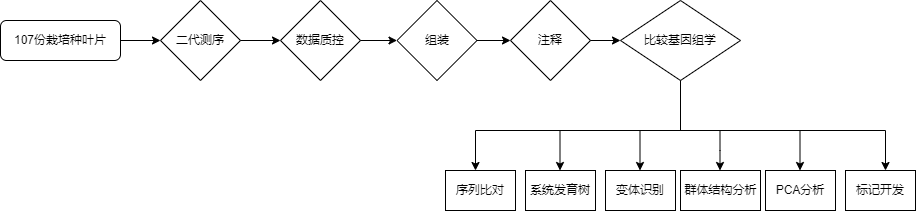 107份栽培种叶片
二代测序
数据质控
组装
注释
比较基因组学
序列比对
系统发育树
变体识别
群体结构分析
PCA分析
标记开发